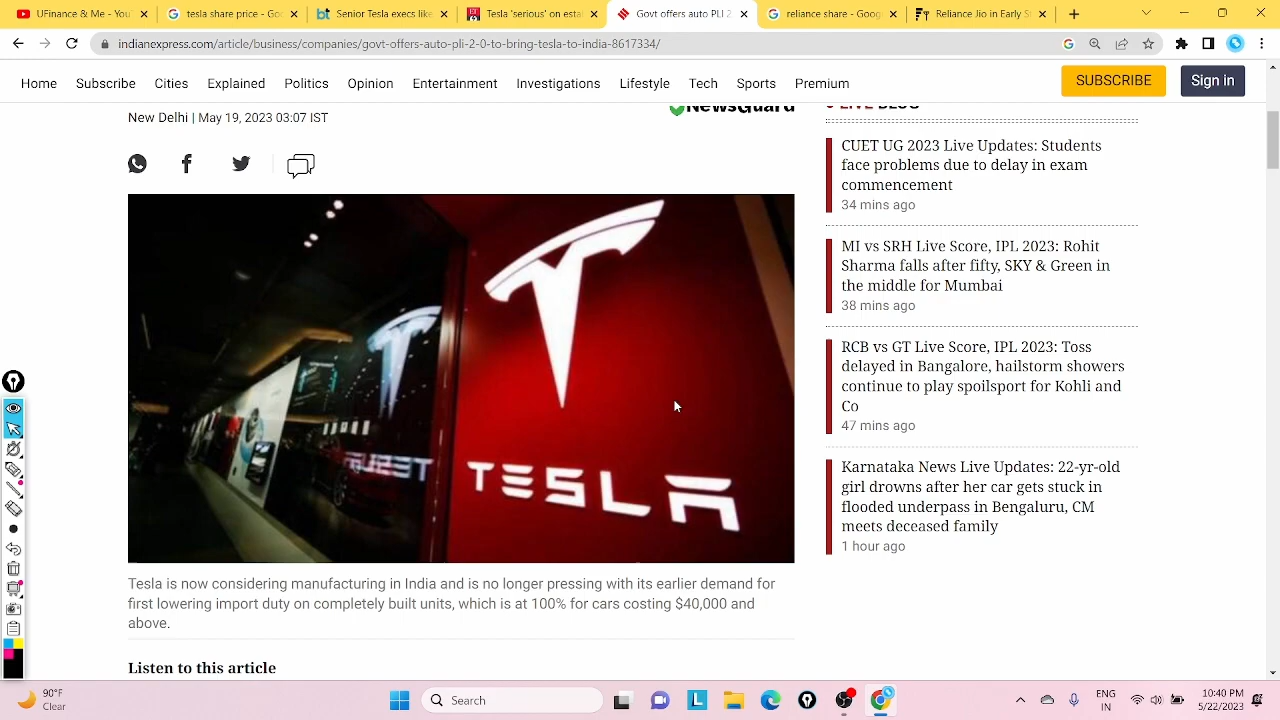 UFinance & Me - You
tesla share price - Goo
Senior Tesla execs like
Tesla 'serious' on esta
Govt offers auto PLI 2
reliance share - Goog
Reliance Jio in Early S
indianexpress.com/article/business/companies/govt-offers-auto-pli-2-0-to-bring-tesla-to-india-8617334/
Home Subscribe Cities Explained Politics Opinion Entertainment Investigations Lifestyle Tech Sports Premium
SUBSCRIBE
Sign in
New Delhi | May 19, 2023 03:07 IST
NewsGuard
LIVE BLOG
TESLA
CUET UG 2023 Live Updates: Students
face problems due to delay in exam
commencement
34 mins ago
MI vs SRH Live Score, IPL 2023: Rohit
Sharma falls after fifty, SKY & Green in
the middle for Mumbai
38 mins ago
RCB vs GT Live Score, IPL 2023: Toss
delayed in Bangalore, hailstorm showers
continue to play spoilsport for Kohli and
Co
47 mins ago
Karnataka News Live Updates: 22-yr-old
girl drowns after her car gets stuck in
flooded underpass in Bengaluru, CM
meets deceased family
1 hour ago
Tesla is now considering manufacturing in India and is no longer pressing with its earlier demand for
first lowering import duty on completely built units, which is at 100% for cars costing $40,000 and
above.
Listen to this article
90°F
Clear
Search
ENG
IN
10:40 PM
5/22/2023